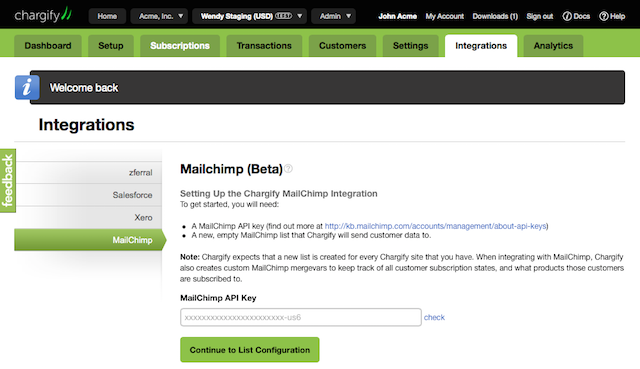 chargify
Home
Acme, Inc.
Wendy Staging (USD) TEST
Admin
John Acme
My Account
Downloads (1)
Sign out
Docs
Help
Dashboard
Setup
Subscriptions
Transactions
Customers
Settings
Integrations
Analytics
i Welcome back
Integrations
feedback
zferral
Salesforce
Xero
MailChimp
Mailchimp (Beta) ?
Setting Up the Chargify MailChimp Integration
To get started, you will need:
• A MailChimp API key (find out more at http://kb.mailchimp.com/accounts/management/about-api-keys)
• A new, empty MailChimp list that Chargify will send customer data to.
Note: Chargify expects that a new list is created for every Chargify site that you have. When integrating with MailChimp, Chargify
also creates custom MailChimp mergevars to keep track of all customer subscription states, and what products those customers
are subscribed to.
MailChimp API Key
xxxxxxxxxxxxxxxxxxxxxxx-us6 check
Continue to List Configuration